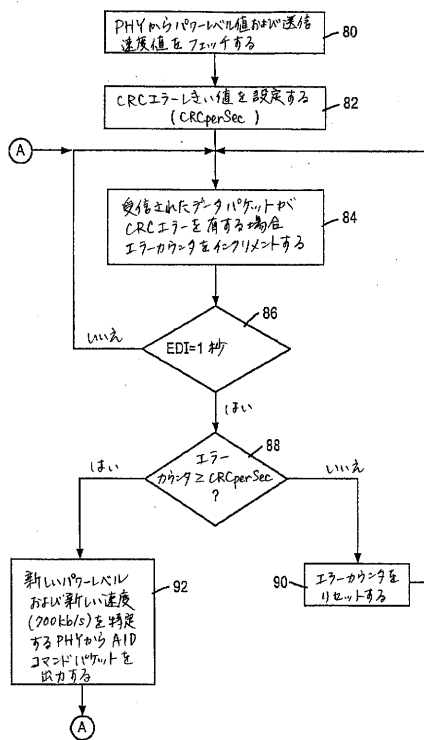 PHYからパワーレベル値および送信
速度値をフェッチする
80
CRCエラーしきい値を設定する
(CRCperSec)
82
A
受信されたデータパケットが
CRCエラーを有する場合
エラーカウンタをインクリメントする
84
86
いいえ
EDI=1秒
はい
88
はい
エラー
カウンタ≥CRCperSec
?
いいえ
新しいパワーレベル
および新しい速度
(700kb/s)を特定
するPHYからAID
コマンドパケットを
出力する
92
90
エラーカウンタを
リセットする
A